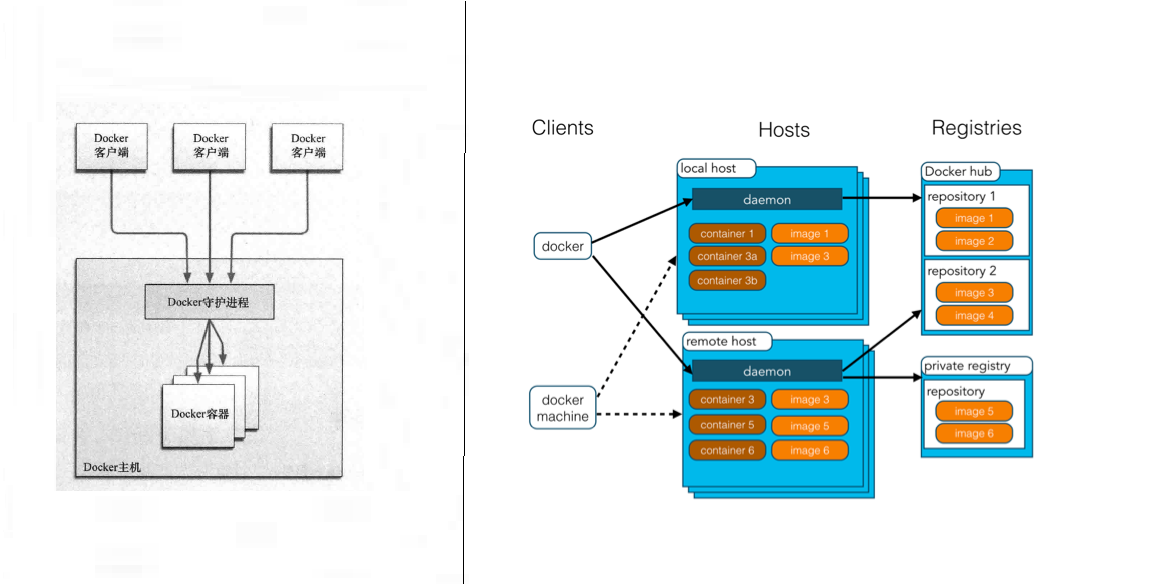 Docker
客户端
Docker
客户端
Docker
客户端
Docker守护进程
Docker容器
Docker主机
Clients
Hosts
Registries
docker
docker
machine
local host
daemon
container 1
image 1
container 3a
image 3
container 3b
remote host
daemon
container 3
image 3
container 5
image 5
container 6
image 6
Docker hub
repository 1
image 1
image 2
repository 2
image 3
image 4
private registry
repository
image 5
image 6